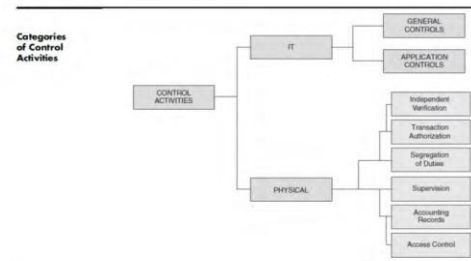 Categories
of Control
Activities
CONTROL
ACTIVITIES
IT
GENERAL
CONTROLS
APPLICATION
CONTROLS
PHYSICAL
Independent
Verification
Transaction
Authorization
Segregation
of Duties
Supervision
Accounting
Records
Access Control